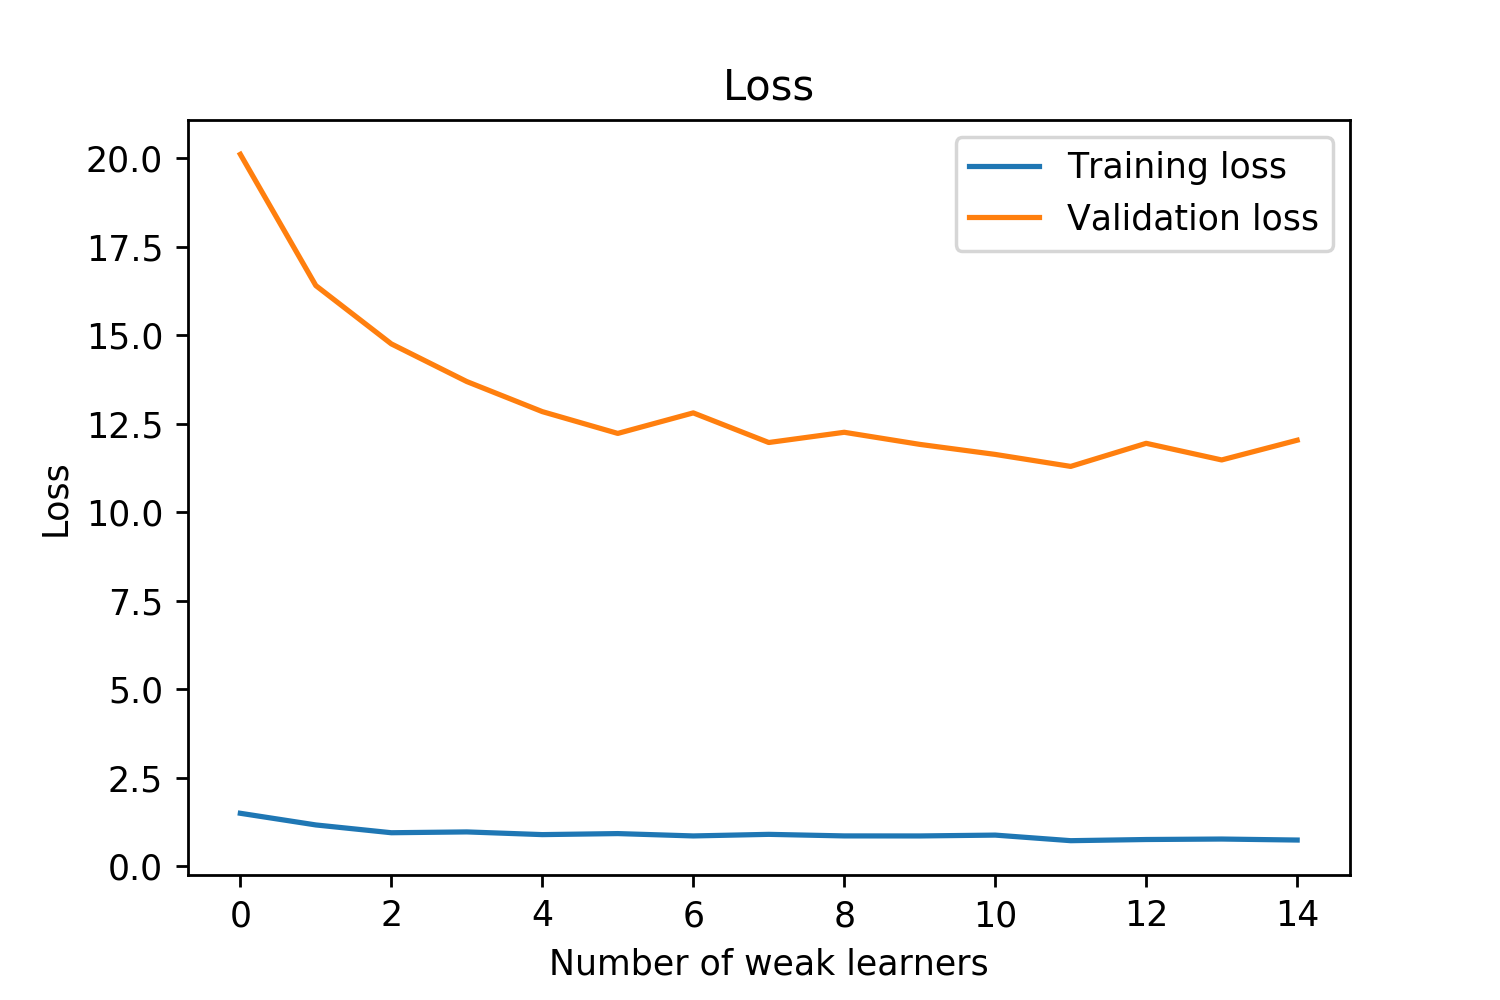 Loss
Training loss
Validation loss
20.0
17.5
15.0
12.5
10.0
7.5
5.0
2.5
0.0
Loss
0 2 4 6 8 10 12 14
Number of weak learners